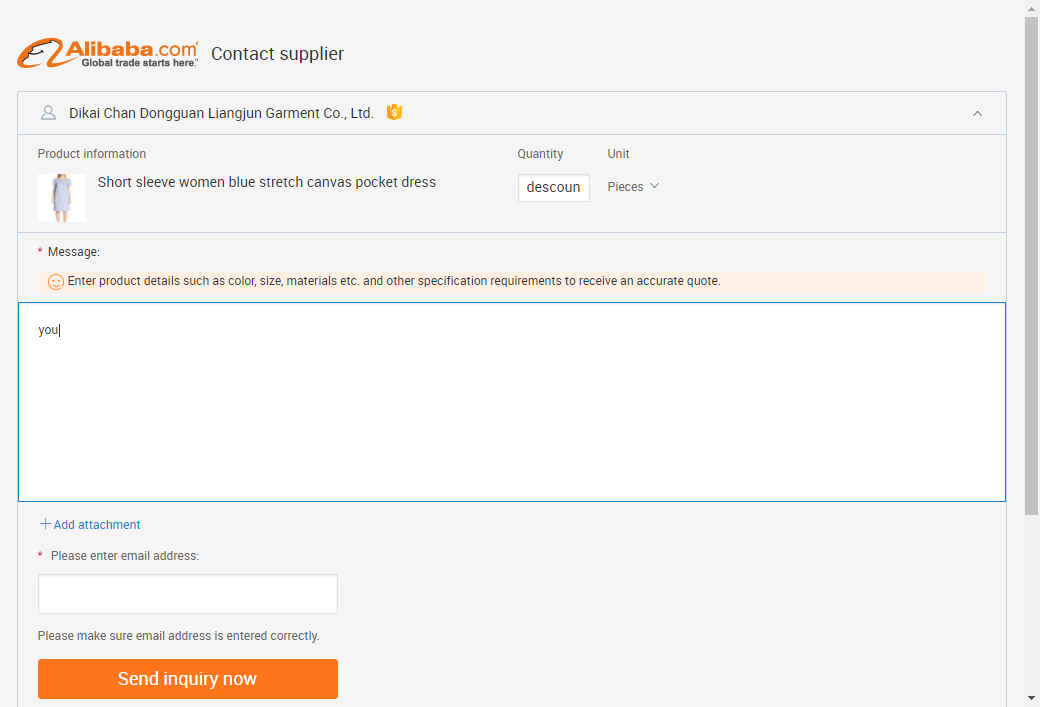 Alibaba.com
Global trade starts here.™
Contact supplier
Dikai Chan Dongguan Liangjun Garment Co., Ltd.
Product information
Quantity
Unit
Short sleeve women blue stretch canvas pocket dress
descoun
Pieces
* Message:
Enter product details such as color, size, materials etc. and other specification requirements to receive an accurate quote.
you
Add attachment
* Please enter email address:
Please make sure email address is entered correctly.
Send inquiry now